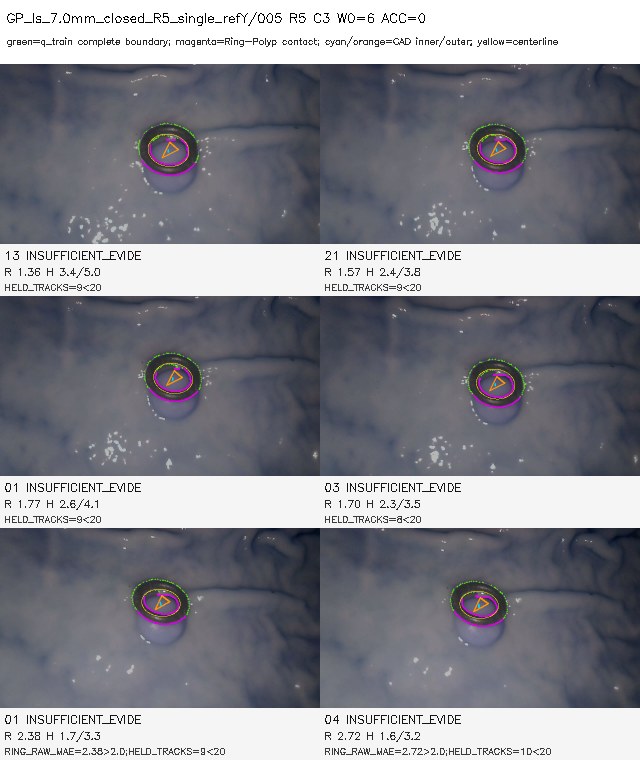 GP_Is_7.0mm_closed_R5_single_refY/005 R5 C3 W0=6 ACC=0
green=q_train complete boundary; magenta=Ring-Polyp contact; cyan/orange=CAD inner/outer; yellow=centerline
13 INSUFFICIENT_EVIDE
R 1.36 H 3.4/5.0
HELD_TRACKS=9<20
21 INSUFFICIENT_EVIDE
R 1.57 H 2.4/3.8
HELD_TRACKS=9<20
01 INSUFFICIENT_EVIDE
R 1.77 H 2.6/4.1
HELD_TRACKS=9<20
03 INSUFFICIENT_EVIDE
R 1.70 H 2.3/3.5
HELD_TRACKS=8<20
01 INSUFFICIENT_EVIDE
R 2.38 H 1.7/3.3
RING_RAW_MAE=2.38>2.0;HELD_TRACKS=9<20
04 INSUFFICIENT_EVIDE
R 2.72 H 1.6/3.2
RING_RAW_MAE=2.72>2.0;HELD_TRACKS=10<20